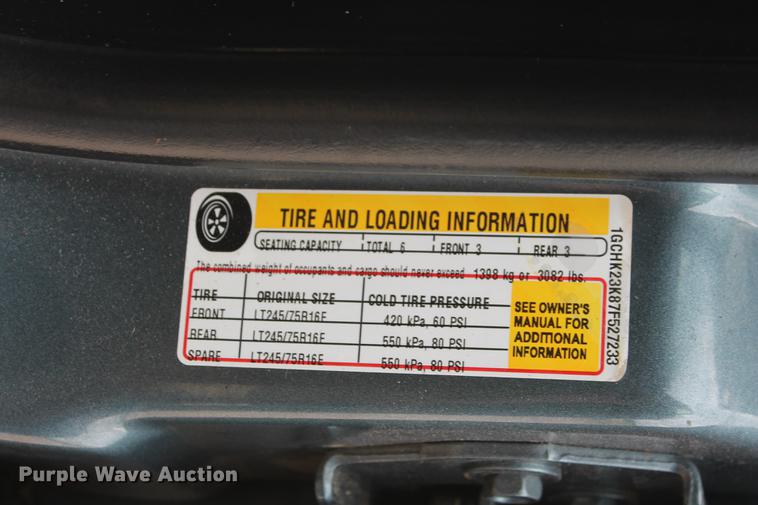 TIRE AND LOADING INFORMATION
SEATING CAPACITY TOTAL 6 FRONT 3 REAR 3
The combined weight of occupants and cargo should never exceed 1398 kg or 3082 lbs.
TIRE ORIGINAL SIZE COLD TIRE PRESSURE
FRONT LT245/75R16E 420 kPa, 60 PSI
REAR LT245/75R16E 550 kPa, 80 PSI
SPARE LT245/75R16E 550 kPa, 80 PSI
SEE OWNER'S
MANUAL FOR
ADDITIONAL
INFORMATION
1GCHK23K87F527233
Purple Wave Auction